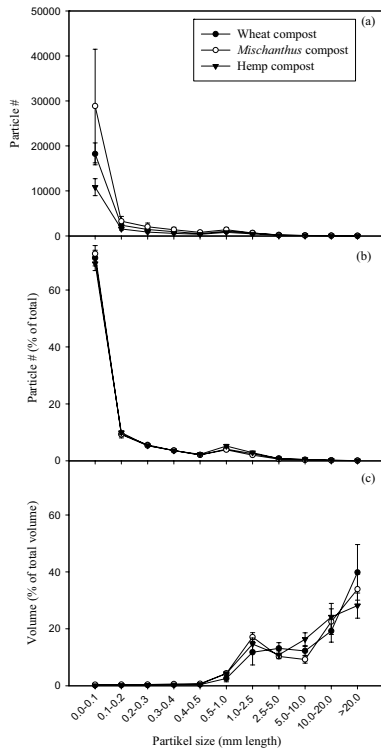 50000
(a)
Wheat compost
Mischanthus compost
Hemp compost
40000
30000
20000
10000
0
Particle #
(b)
60
40
20
0
Particle # (% of total)
(c)
60
40
20
0
Volume (% of total volume)
0.0-0.1
0.1-0.2
0.2-0.3
0.3-0.4
0.4-0.5
0.5-1.0
1.0-2.5
2.5-5.0
5.0-10.0
10.0-20.0
>20.0
Partikel size (mm length)